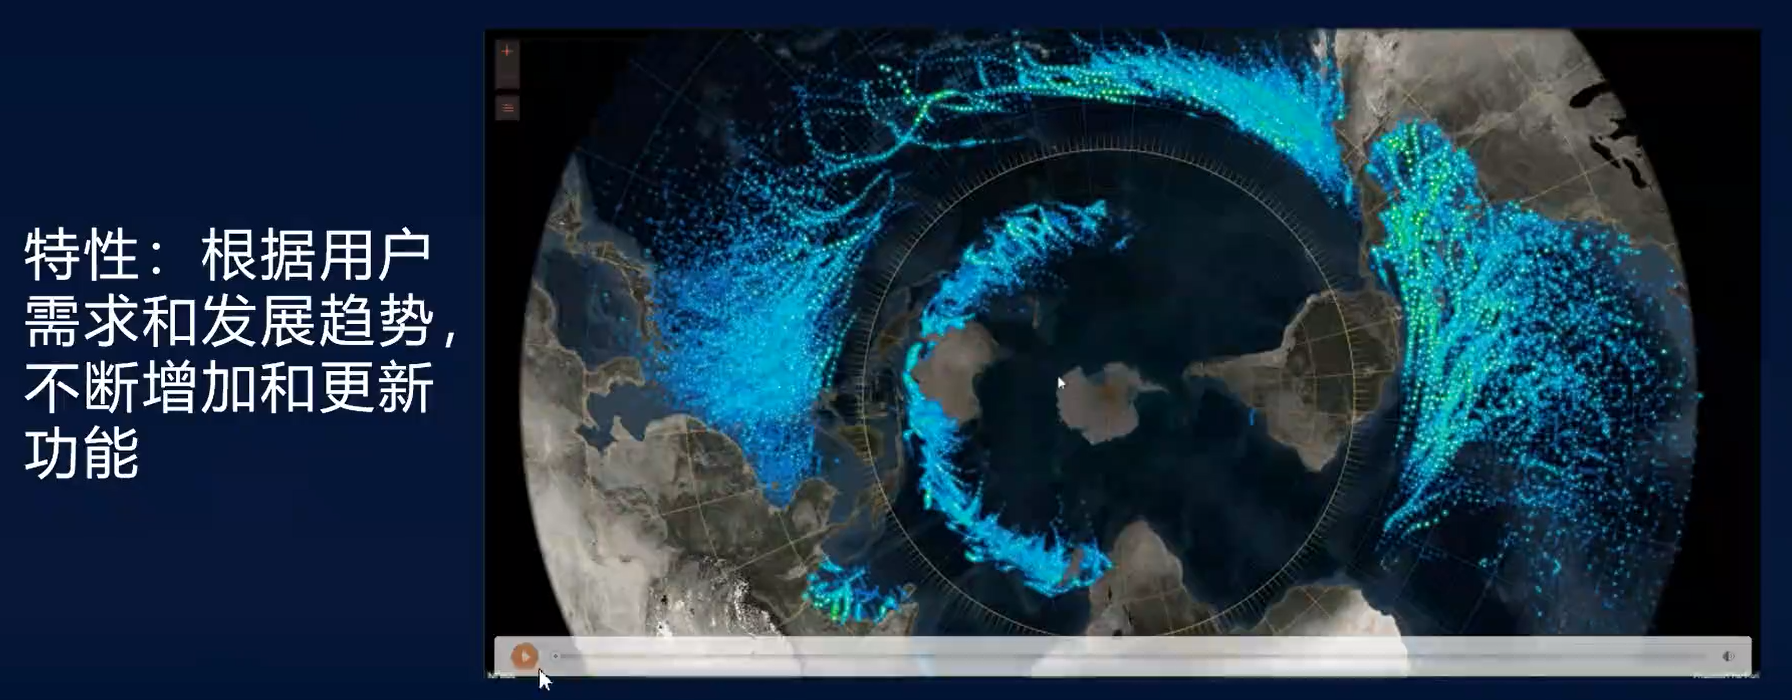 特性：根据用户
需求和发展趋势，
不断增加和更新
功能